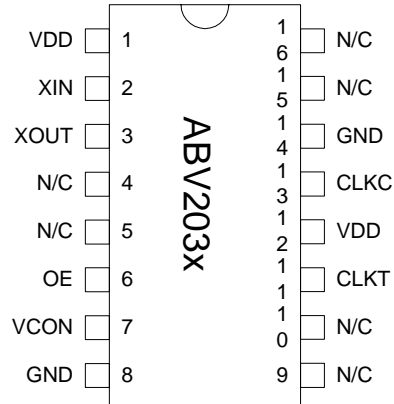 VDD 1 16 N/C
XIN 2 15 N/C
XOUT 3 14 GND
N/C 4 13 CLKC
N/C 5 12 VDD
OE 6 11 CLKT
VCON 7 10 N/C
GND 8 9 N/C
ABV203x